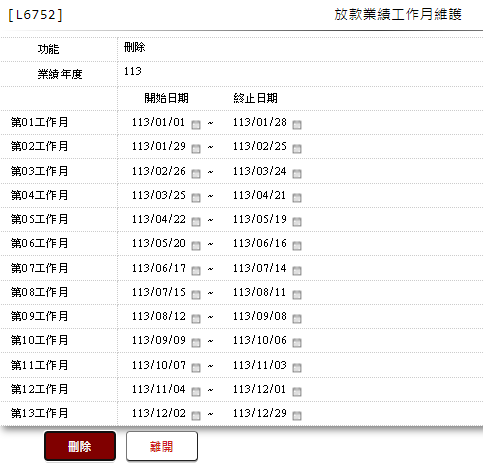 [L6752] 放款業績工作月維護
功能 刪除
業績年度 113
開始日期 終止日期
第01工作月 113/01/01 ~ 113/01/28
第02工作月 113/01/29 ~ 113/02/25
第03工作月 113/02/26 ~ 113/03/24
第04工作月 113/03/25 ~ 113/04/21
第05工作月 113/04/22 ~ 113/05/19
第06工作月 113/05/20 ~ 113/06/16
第07工作月 113/06/17 ~ 113/07/14
第08工作月 113/07/15 ~ 113/08/11
第09工作月 113/08/12 ~ 113/09/08
第10工作月 113/09/09 ~ 113/10/06
第11工作月 113/10/07 ~ 113/11/03
第12工作月 113/11/04 ~ 113/12/01
第13工作月 113/12/02 ~ 113/12/29
刪除 離開